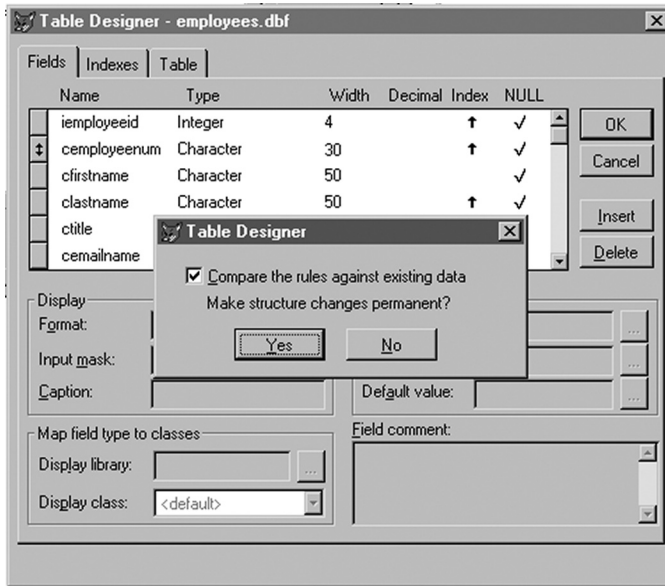 Table Designer - employees.dbf
Fields Indexes Table
Name Type Width Decimal Index NULL
iemployeeid Integer 4
cemployeenum Character 30
cfirstname Character 50
clastname Character 50
ctitle
cemailname
OK
Cancel
Insert
Delete
Table Designer
Compare the rules against existing data
Make structure changes permanent?
Yes No
Display
Format:
Input mask:
Caption:
Default value:
...
...
...
Map field type to classes
Display library:
...
Display class: <default>
Field comment: